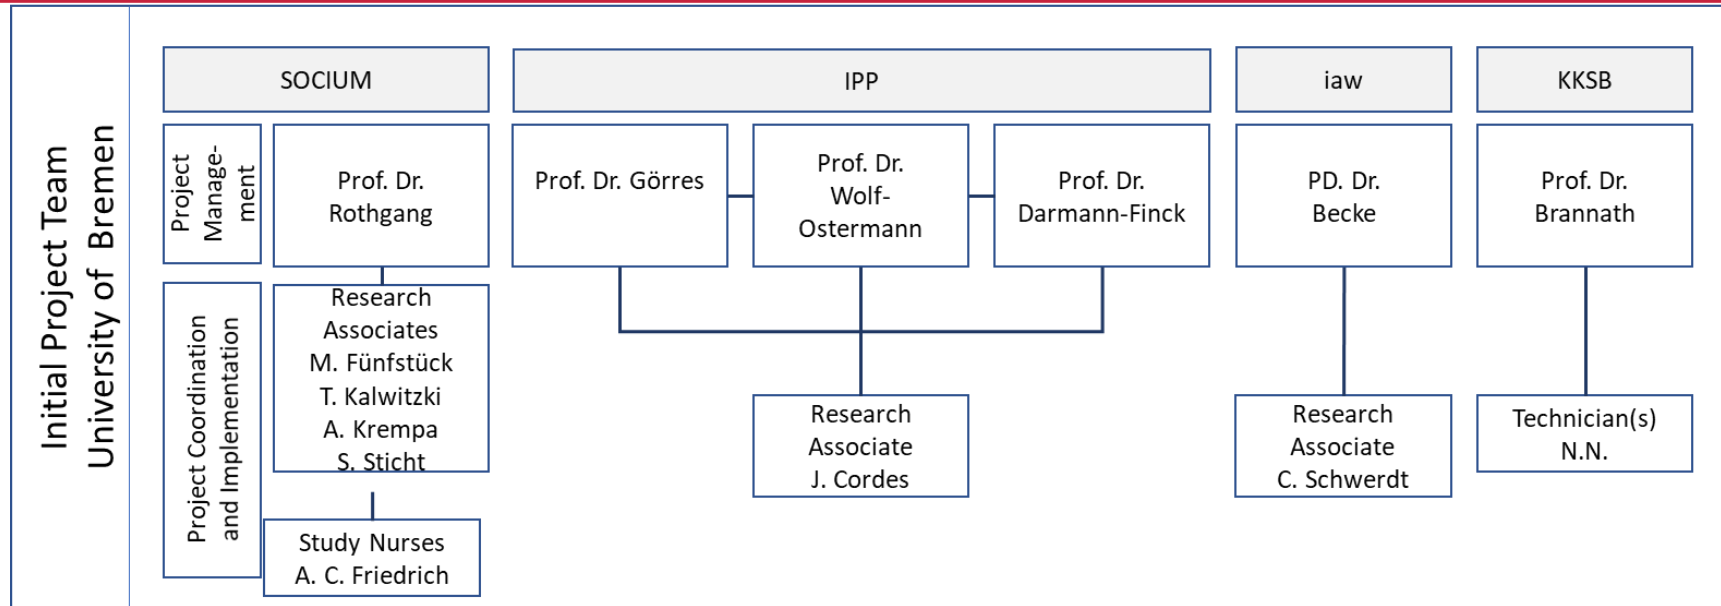 Initial Project Team
University of Bremen
SOCIUM
IPP
iaw
KKSB
Project
Manage-
ment
Prof. Dr.
Rothgang
Prof. Dr. Görres
Prof. Dr.
Wolf-
Ostermann
Prof. Dr.
Darmann-Finck
PD. Dr.
Becke
Prof. Dr.
Brannath
Project Coordination
and Implementation
Research
Associates
M. Fünfstück
T. Kalwitzki
A. Krempa
S. Sticht
Research
Associate
J. Cordes
Research
Associate
C. Schwerdt
Technician(s)
N.N.
Study Nurses
A. C. Friedrich